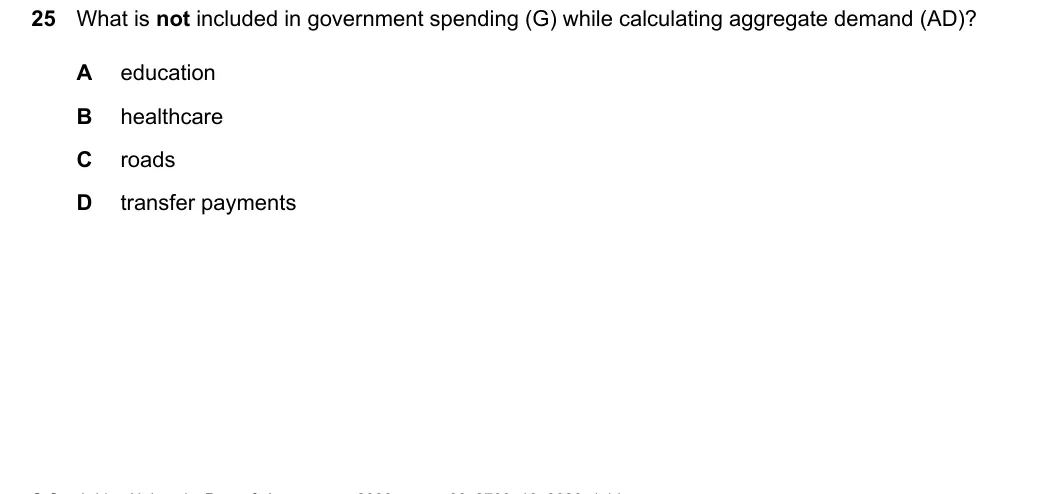 25 What is not included in government spending (G) while calculating aggregate demand (AD)?
A education
B healthcare
C roads
D transfer payments